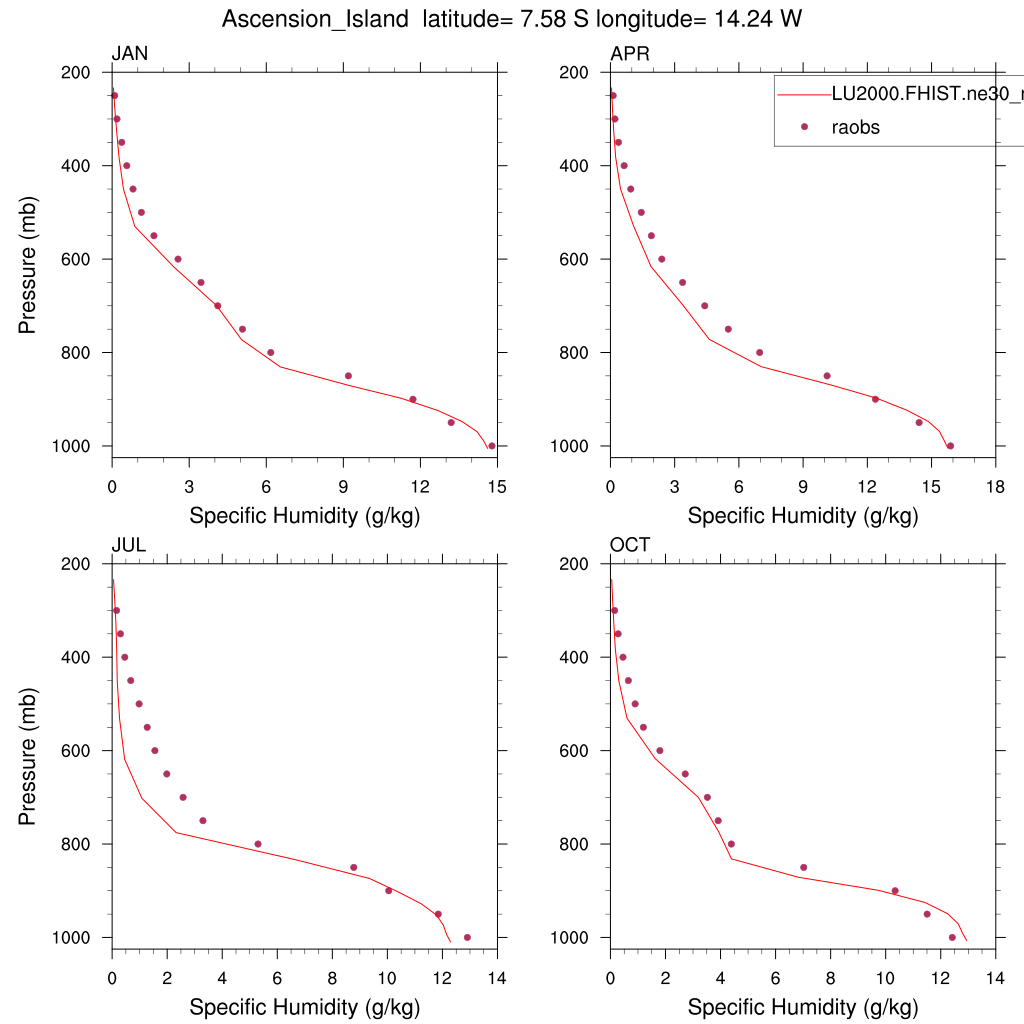 Ascension_Island latitude= 7.58 S longitude= 14.24 W
JAN
200
400
600
800
1000
Pressure (mb)
0 3 6 9 12 15
Specific Humidity (g/kg)
APR
LU2000.FHIST.ne30_
raobs
200
400
600
800
1000
0 3 6 9 12 15 18
Specific Humidity (g/kg)
JUL
200
400
600
800
1000
Pressure (mb)
0 2 4 6 8 10 12 14
Specific Humidity (g/kg)
OCT
200
400
600
800
1000
0 2 4 6 8 10 12 14
Specific Humidity (g/kg)